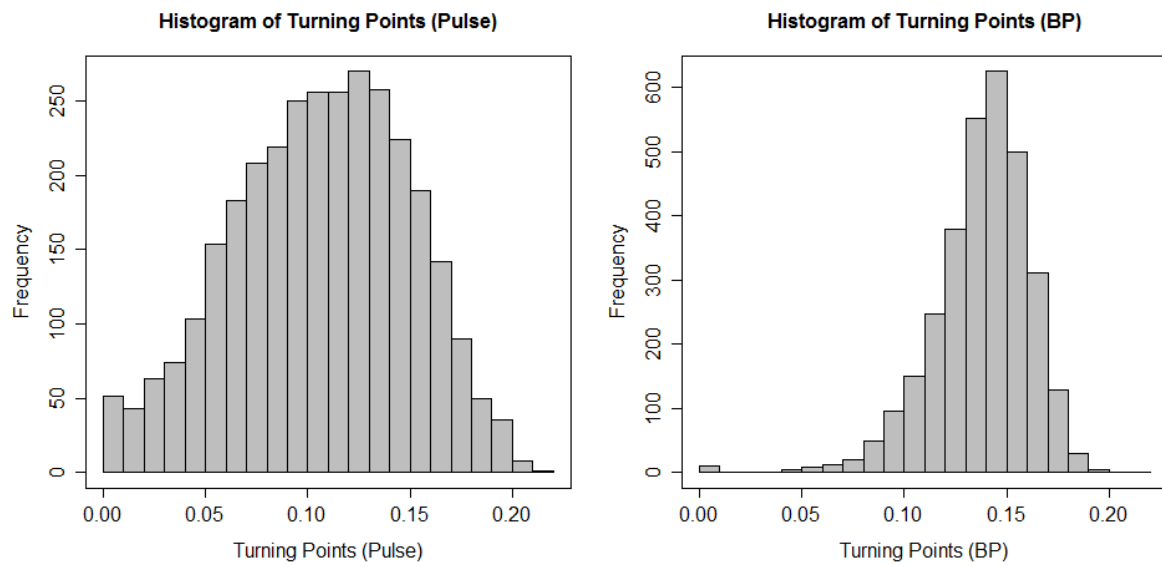 Histogram of Turning Points (Pulse)
Frequency
250
200
150
100
50
0
0.00 0.05 0.10 0.15 0.20
Turning Points (Pulse)
Histogram of Turning Points (BP)
Frequency
600
500
400
300
200
100
0
0.00 0.05 0.10 0.15 0.20
Turning Points (BP)